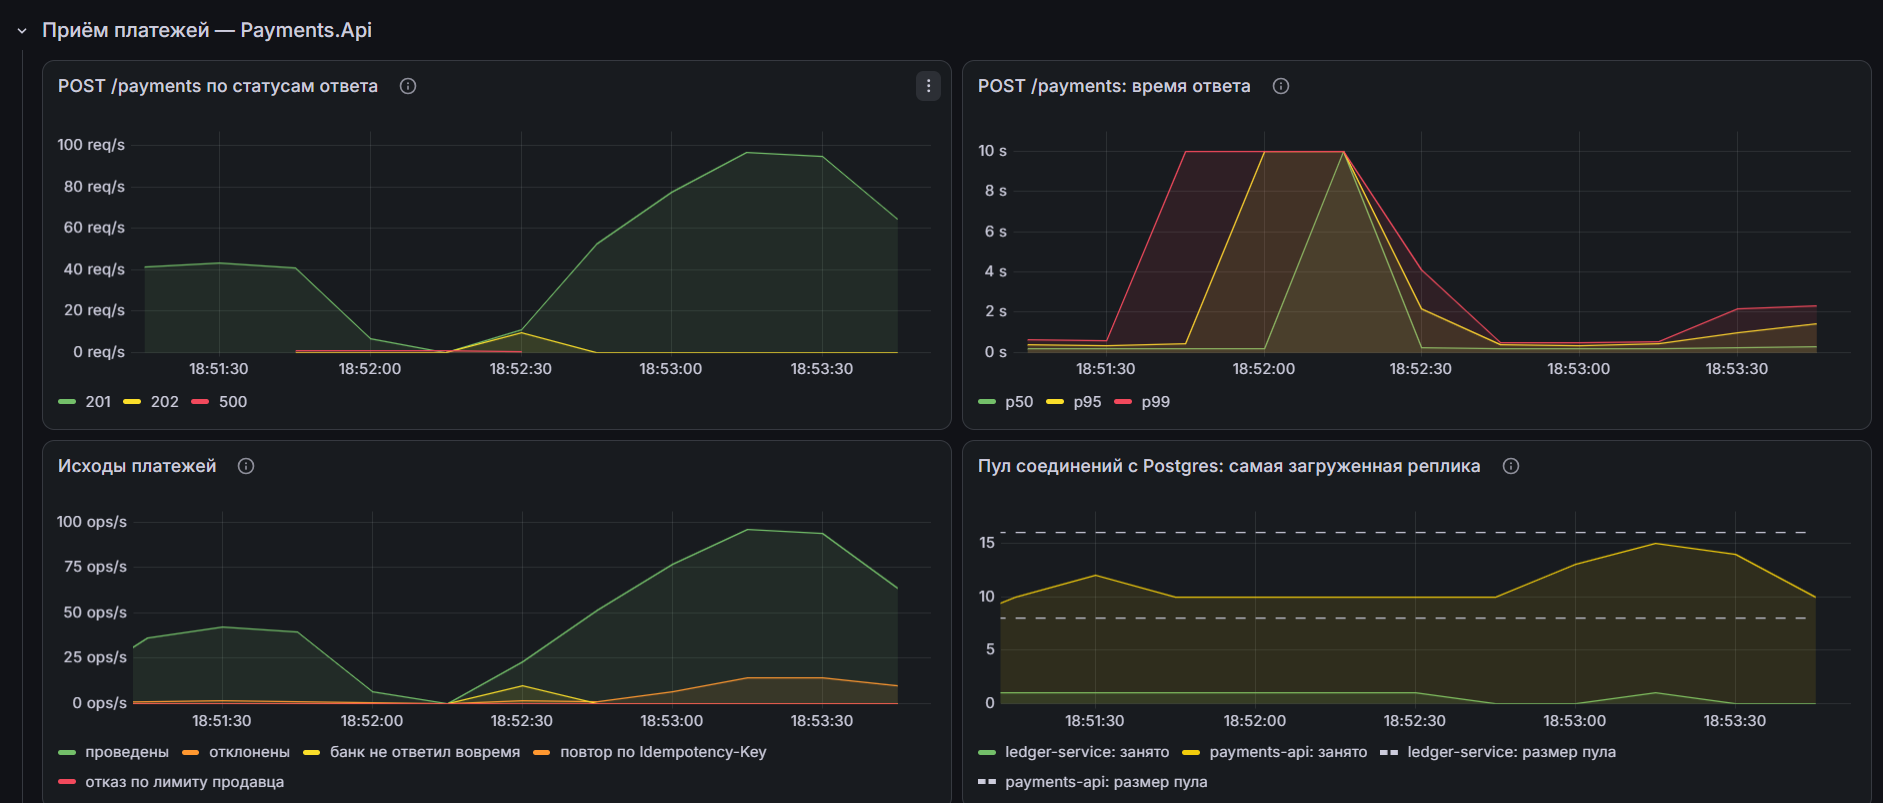 Приём платежей — Payments.Api
POST /payments по статусам ответа
100 req/s
80 req/s
60 req/s
40 req/s
20 req/s
0 req/s
18:51:30 18:52:00 18:52:30 18:53:00 18:53:30
201 202 500
POST /payments: время ответа
10 s
8 s
6 s
4 s
2 s
0 s
18:51:30 18:52:00 18:52:30 18:53:00 18:53:30
p50 p95 p99
Исходы платежей
100 ops/s
75 ops/s
50 ops/s
25 ops/s
0 ops/s
18:51:30 18:52:00 18:52:30 18:53:00 18:53:30
проведены отклонены банк не ответил вовремя повтор по Idempotency-Key
отказ по лимиту продавца
Пул соединений с Postgres: самая загруженная реплика
15
10
5
0
18:51:30 18:52:00 18:52:30 18:53:00 18:53:30
ledger-service: занято payments-api: занято ledger-service: размер пула
payments-api: размер пула